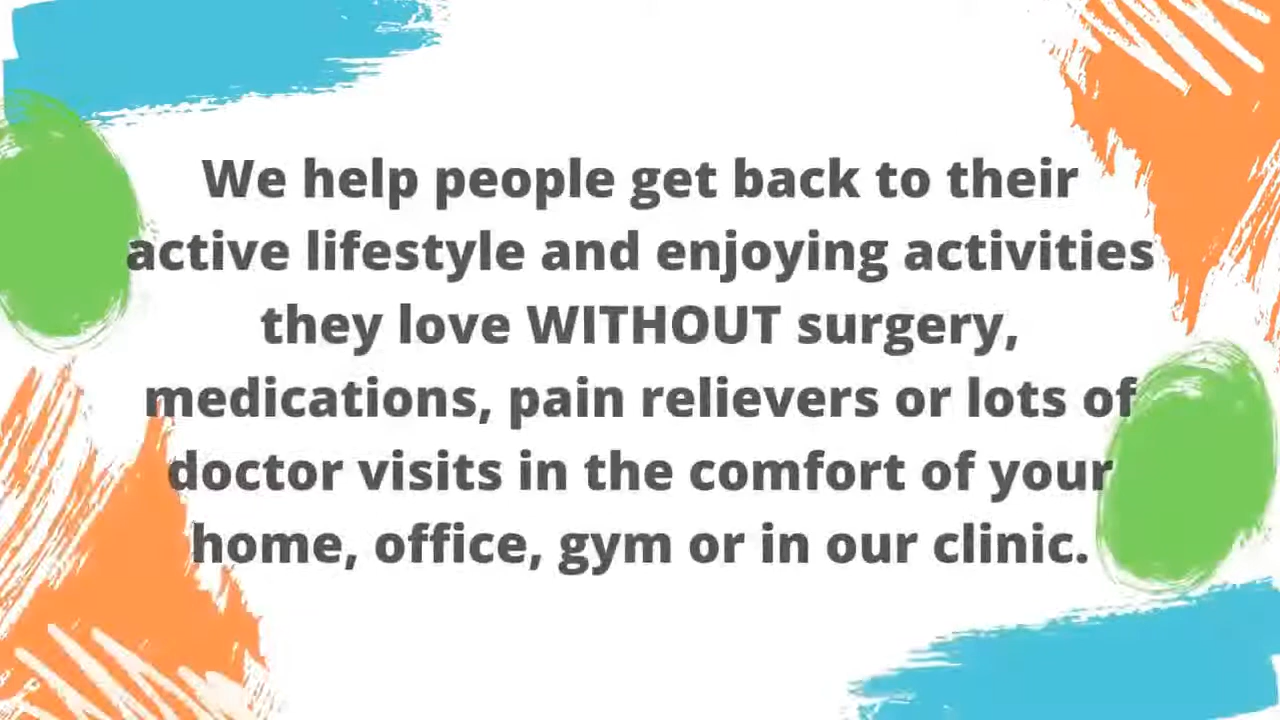 We help people get back to their
active lifestyle and enjoying activities
they love WITHOUT surgery,
medications, pain relievers or lots of
doctor visits in the comfort of your
home, office, gym or in our clinic.